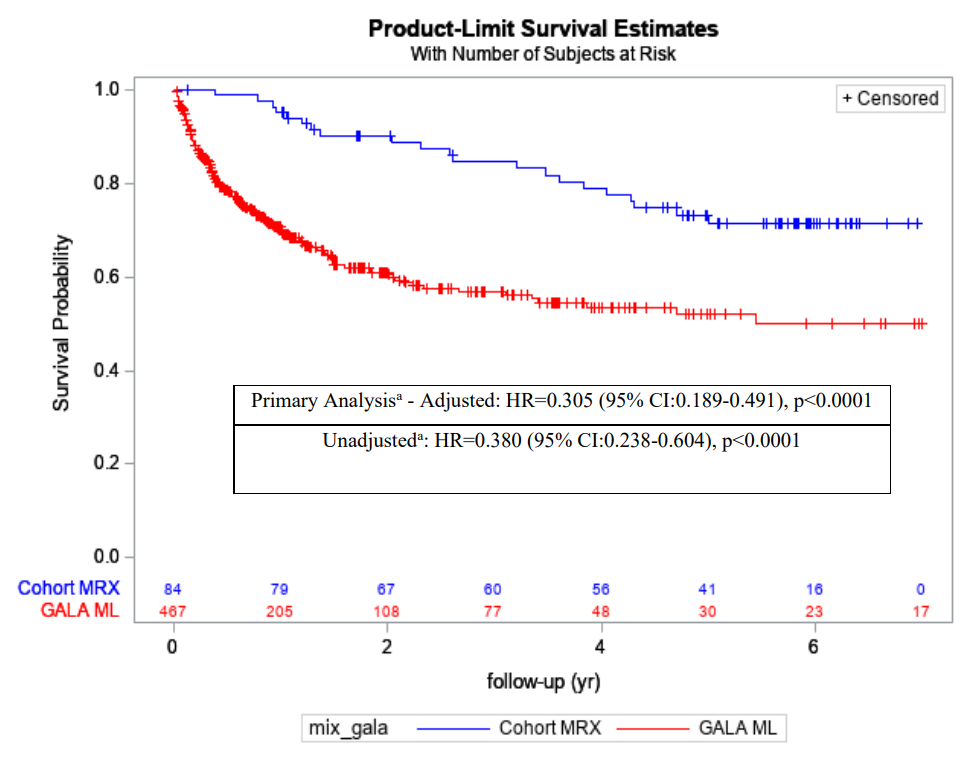 Product-Limit Survival Estimates
With Number of Subjects at Risk
+ Censored
1.0
0.8
0.6
0.4
0.2
0.0
Survival Probability
Primary Analysisᵃ - Adjusted: HR=0.305 (95% CI:0.189-0.491), p<0.0001
Unadjustedᵃ: HR=0.380 (95% CI:0.238-0.604), p<0.0001
Cohort MRX 84 79 67 60 56 41 16 0
GALA ML 467 205 108 77 48 30 23 17
0 2 4 6
follow-up (yr)
mix_gala Cohort MRX GALA ML